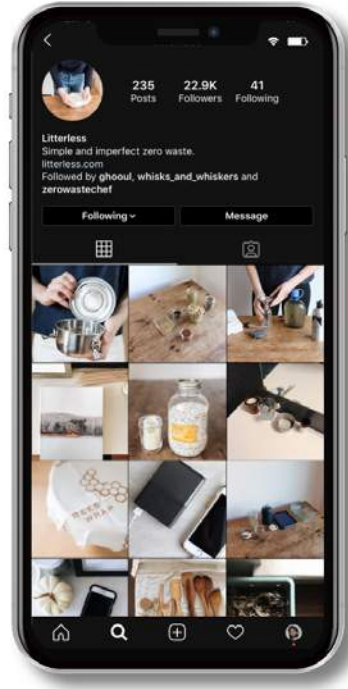 235 22.9K 41
Posts Followers Following
Litterless
Simple and imperfect zero waste.
litterless.com
Followed by ghooul, whisks_and_whiskers and
zerowastechef
Following Message